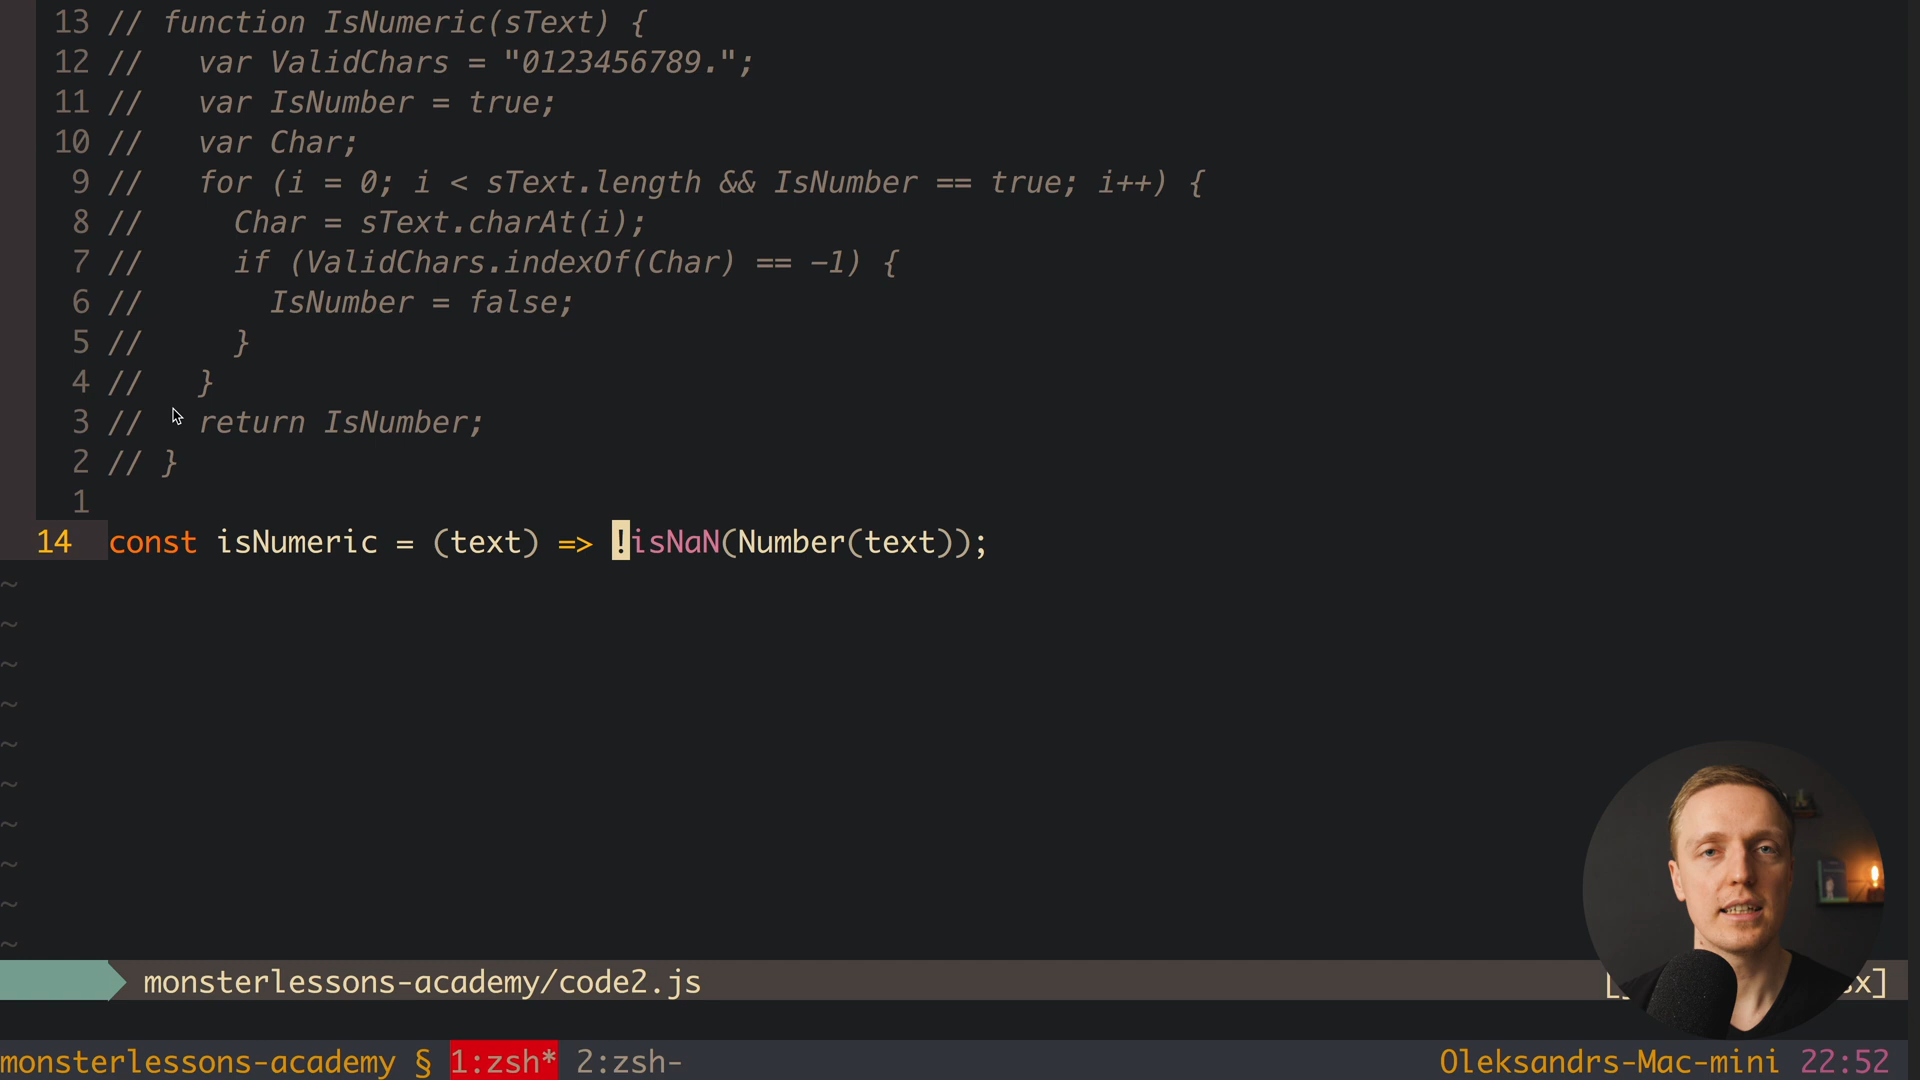 13 // function IsNumeric(sText) {
12 //   var ValidChars = "0123456789.";
11 //   var IsNumber = true;
10 //   var Char;
9 //   for (i = 0; i < sText.length && IsNumber == true; i++) {
8 //     Char = sText.charAt(i);
7 //     if (ValidChars.indexOf(Char) == -1) {
6 //       IsNumber = false;
5 //     }
4 //   }
3 //   return IsNumber;
2 // }
1
14 const isNumeric = (text) => !isNaN(Number(text));
~
~
~
~
~
~
~
~
~
~
monsterlessons-academy/code2.js
monsterlessons-academy § 1:zsh* 2:zsh- Oleksandrs-Mac-mini 22:52